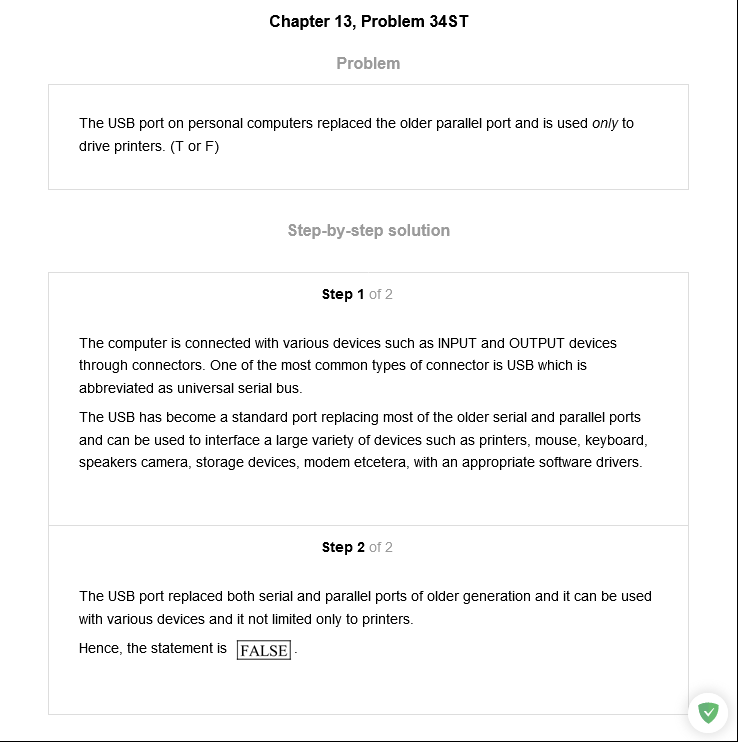 Chapter 13, Problem 34ST
Problem
The USB port on personal computers replaced the older parallel port and is used only to
drive printers. (T or F)
Step-by-step solution
Step 1 of 2
The computer is connected with various devices such as INPUT and OUTPUT devices
through connectors. One of the most common types of connector is USB which is
abbreviated as universal serial bus.
The USB has become a standard port replacing most of the older serial and parallel ports
and can be used to interface a large variety of devices such as printers, mouse, keyboard,
speakers camera, storage devices, modem etcetera, with an appropriate software drivers.
Step 2 of 2
The USB port replaced both serial and parallel ports of older generation and it can be used
with various devices and it not limited only to printers.
Hence, the statement is FALSE.